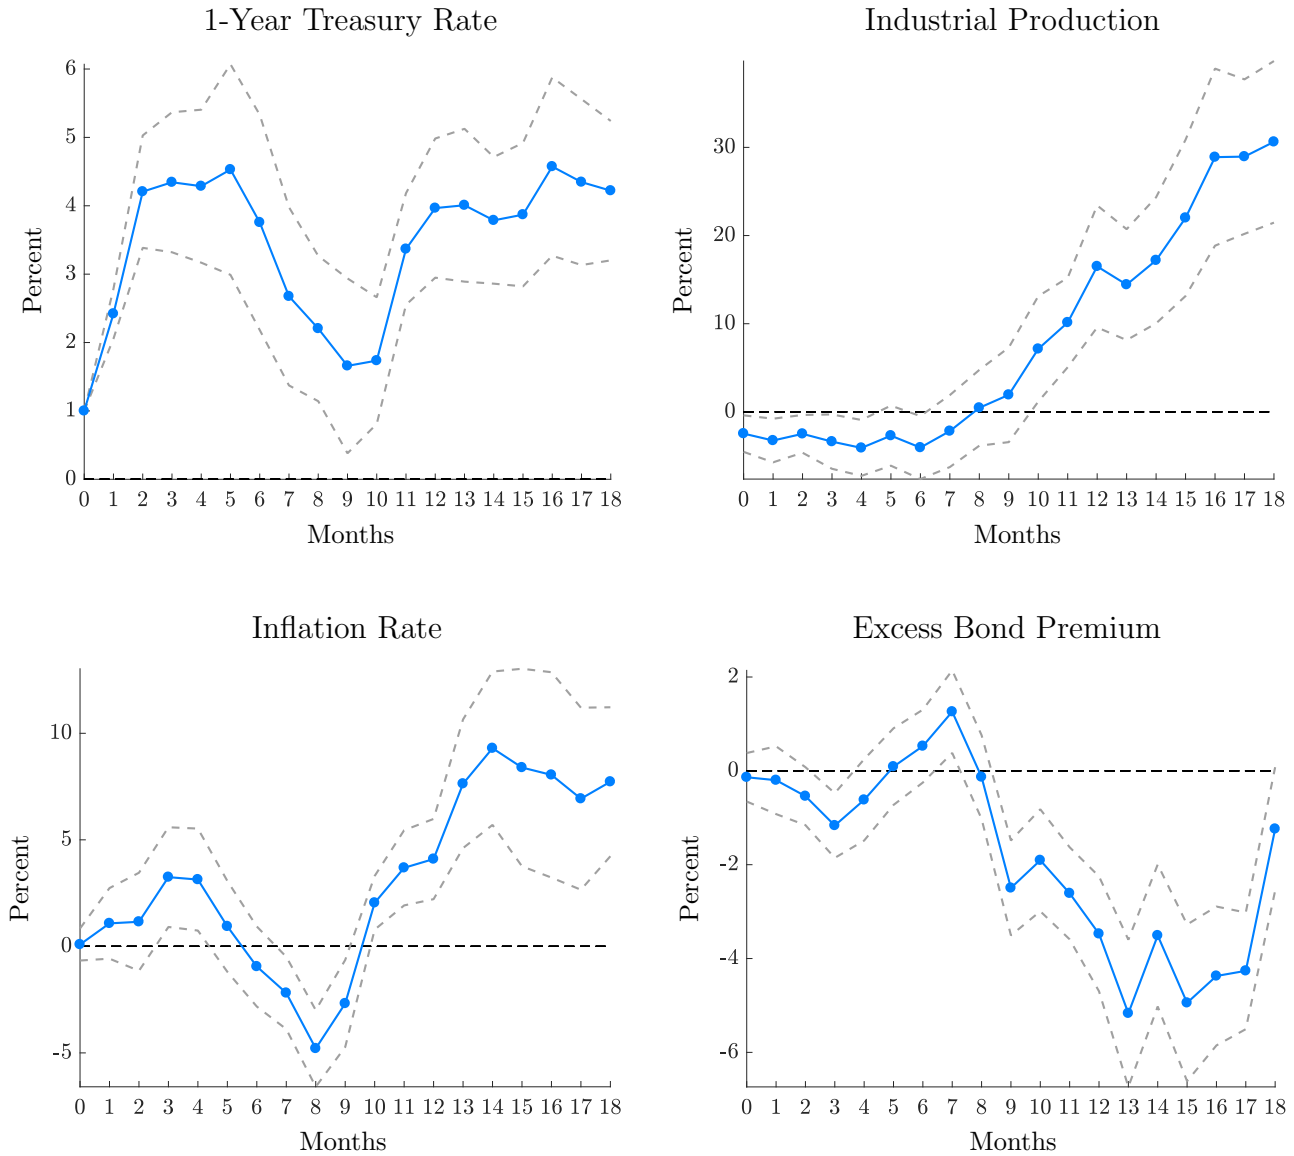 1-Year Treasury Rate
6
5
4
3
2
1
0
Percent
0 1 2 3 4 5 6 7 8 9 10 11 12 13 14 15 16 17 18
Months
Industrial Production
30
20
10
0
Percent
0 1 2 3 4 5 6 7 8 9 10 11 12 13 14 15 16 17 18
Months
Inflation Rate
10
5
0
-5
Percent
0 1 2 3 4 5 6 7 8 9 10 11 12 13 14 15 16 17 18
Months
Excess Bond Premium
2
0
-2
-4
-6
Percent
0 1 2 3 4 5 6 7 8 9 10 11 12 13 14 15 16 17 18
Months